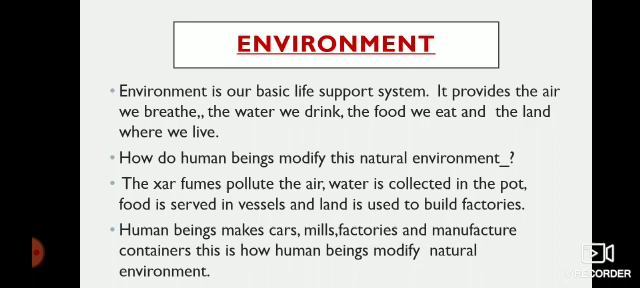 ENVIRONMENT
• Environment is our basic life support system. It provides the air
we breathe,, the water we drink, the food we eat and the land
where we live.
• How do human beings modify this natural environment_?
• The xar fumes pollute the air, water is collected in the pot,
food is served in vessels and land is used to build factories.
• Human beings makes cars, mills,factories and manufacture
containers this is how human beings modify natural
environment.
RECORDER